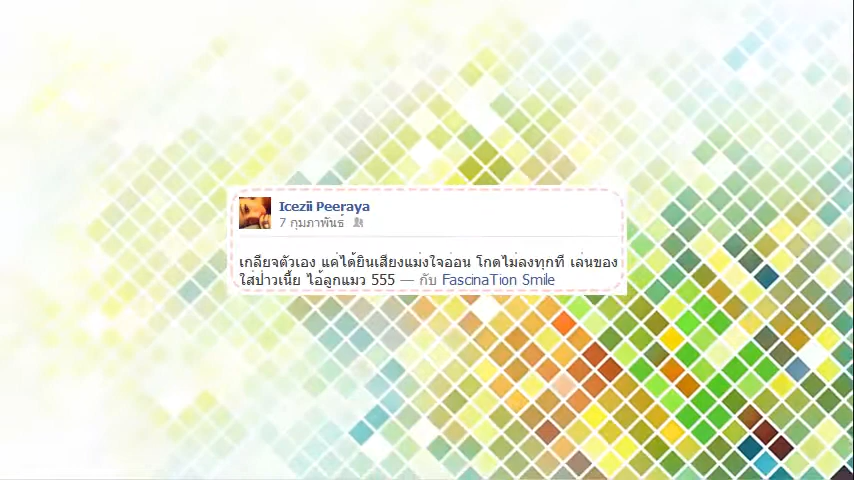 Icezii Peeraya
7 กุมภาพันธ์
เกลียจตัวเอง แค่ได้ยินเสียงแม่งใจอ่อน โกดไม่ลงทุกที เล่นของ
ใส่ป่าวเนี้ย ไอ้ลูกแมว 555 — กับ FascinaTion Smile